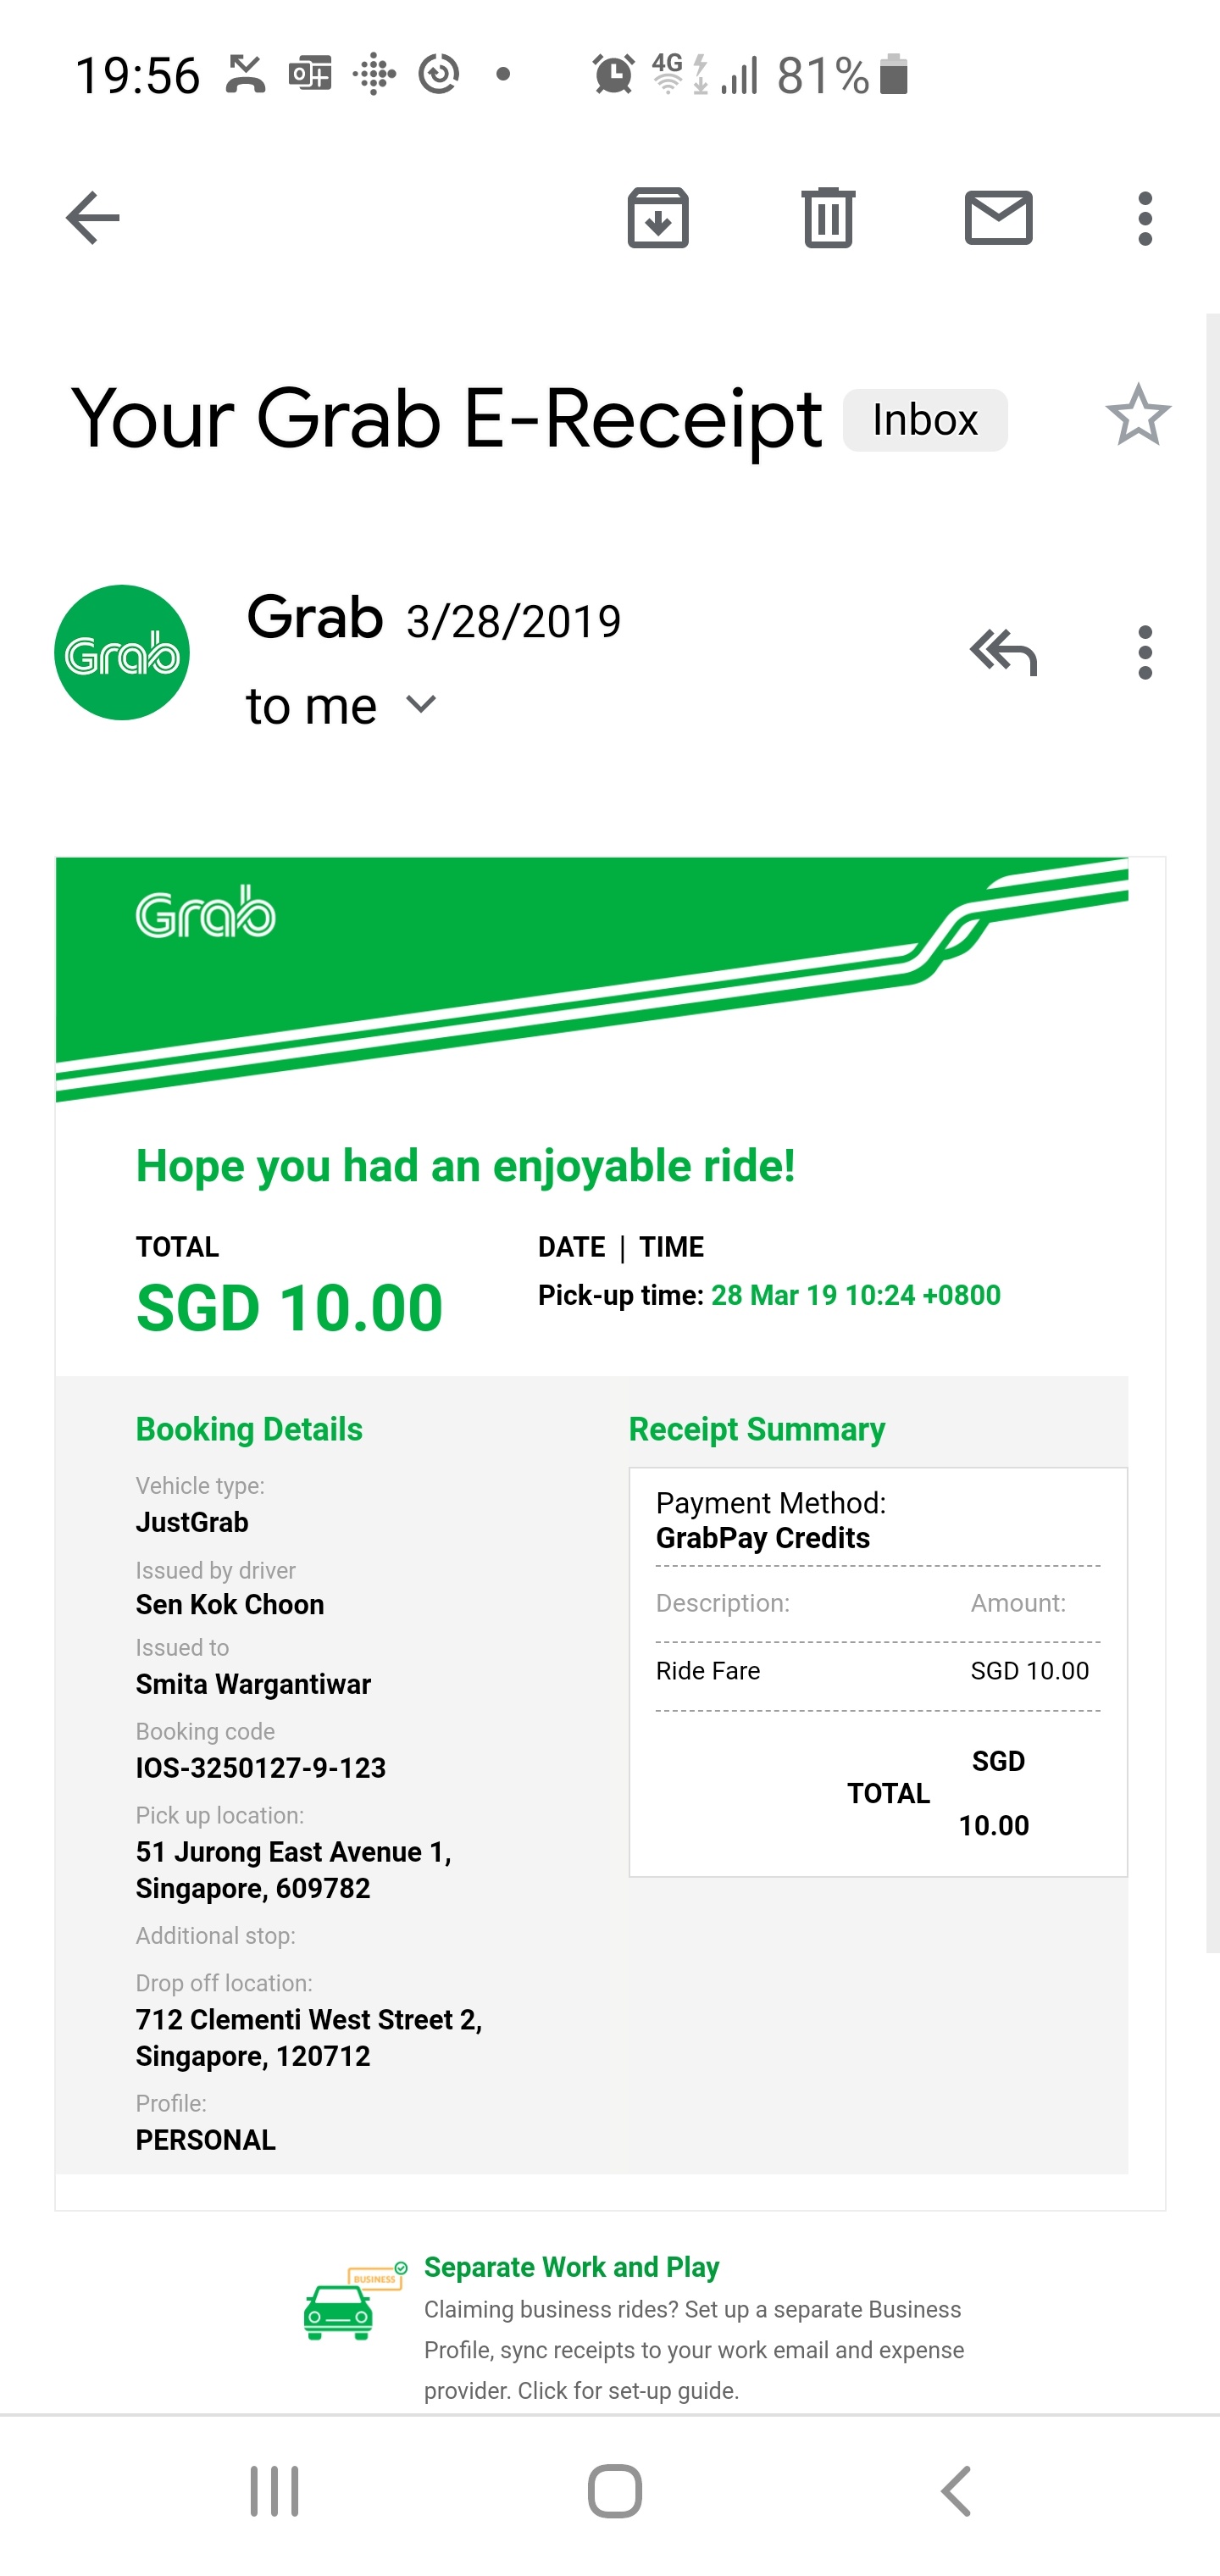 19:56
4G
81%
Your Grab E-Receipt Inbox
Grab
Grab 3/28/2019
to me
Grab
Hope you had an enjoyable ride!
TOTAL
SGD 10.00
DATE | TIME
Pick-up time: 28 Mar 19 10:24 +0800
Booking Details
Vehicle type:
JustGrab
Issued by driver
Sen Kok Choon
Issued to
Smita Wargantiwar
Booking code
IOS-3250127-9-123
Pick up location:
51 Jurong East Avenue 1,
Singapore, 609782
Additional stop:
Drop off location:
712 Clementi West Street 2,
Singapore, 120712
Profile:
PERSONAL
Receipt Summary
Payment Method:
GrabPay Credits
Description: Amount:
Ride Fare SGD 10.00
TOTAL SGD
10.00
BUSINESS
Separate Work and Play
Claiming business rides? Set up a separate Business
Profile, sync receipts to your work email and expense
provider. Click for set-up guide.